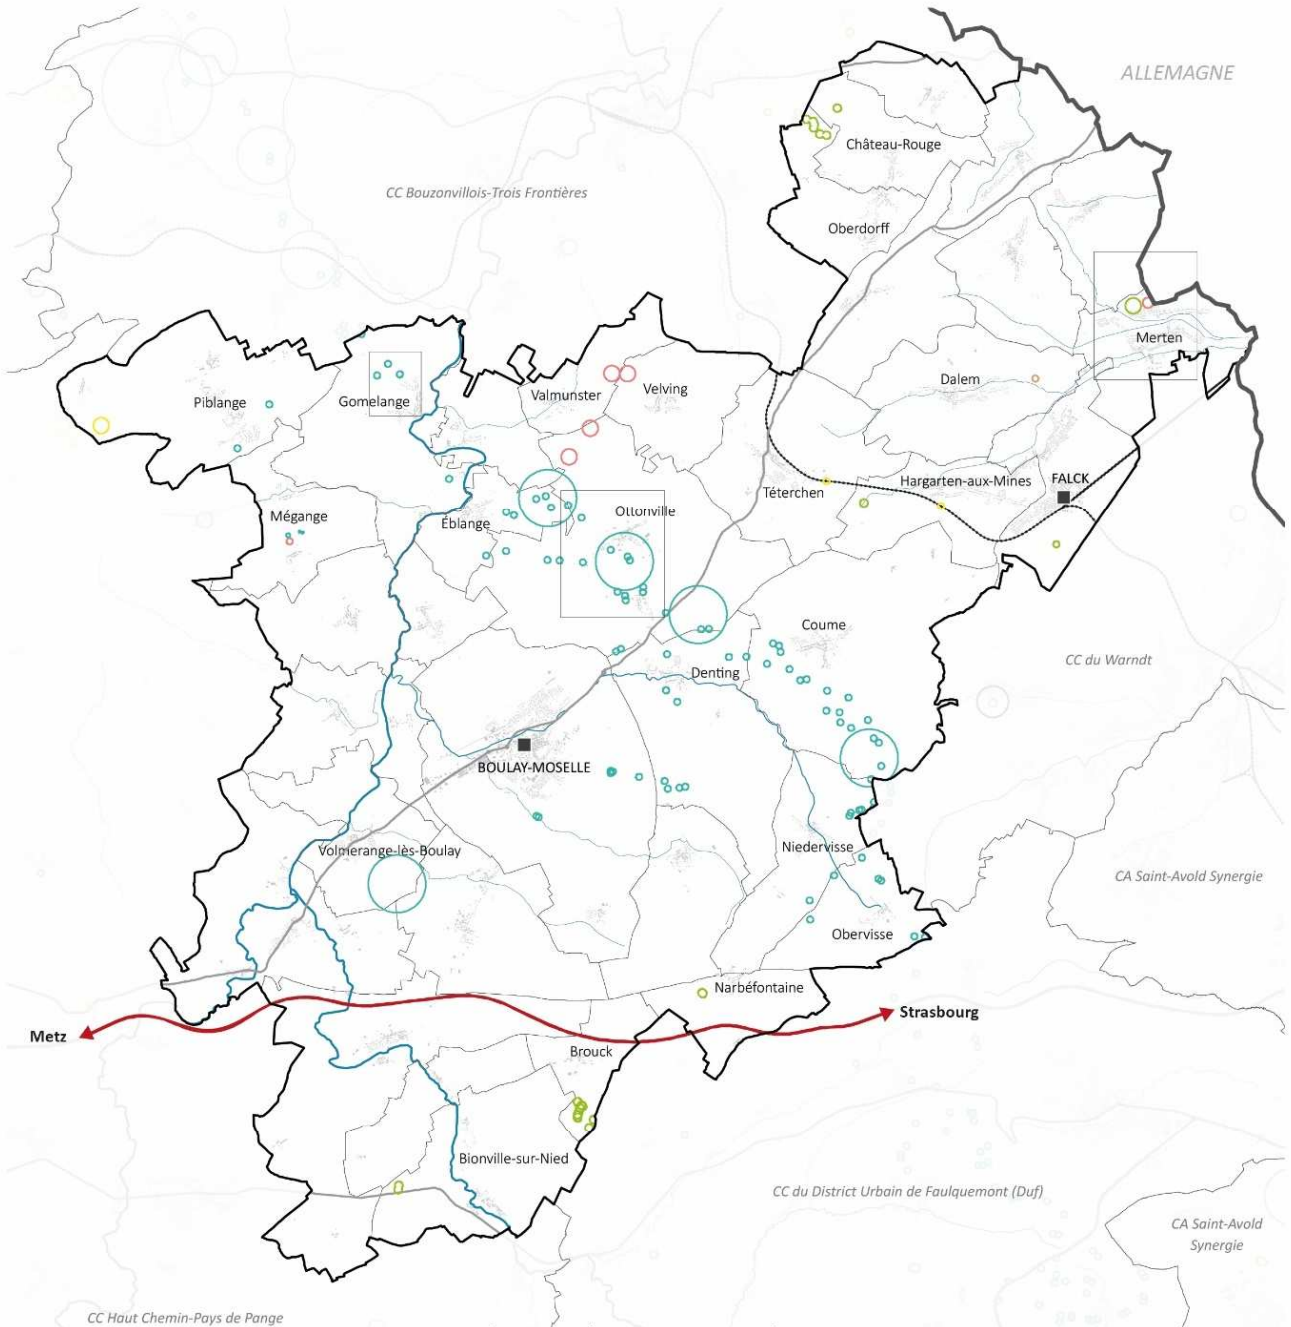 ALLEMAGNE
Château-Rouge
CC Bouzonvillois-Trois Frontières
Oberdorff
Merten
Dalem
Valmunster
Velving
Piblange
Gomelange
Téterchen
Hargarten-aux-Mines
FALCK
Mégange
Éblange
Ottonville
Coume
CC du Warndt
Denting
BOULAY-MOSELLE
Niedervisse
Volmerange-lès-Boulay
CA Saint-Avold Synergie
Obervisse
Narbéfontaine
Strasbourg
Metz
Brouck
Bionville-sur-Nied
CC du District Urbain de Faulquemont (Duf)
CA Saint-Avold
Synergie
CC Haut Chemin-Pays de Pange